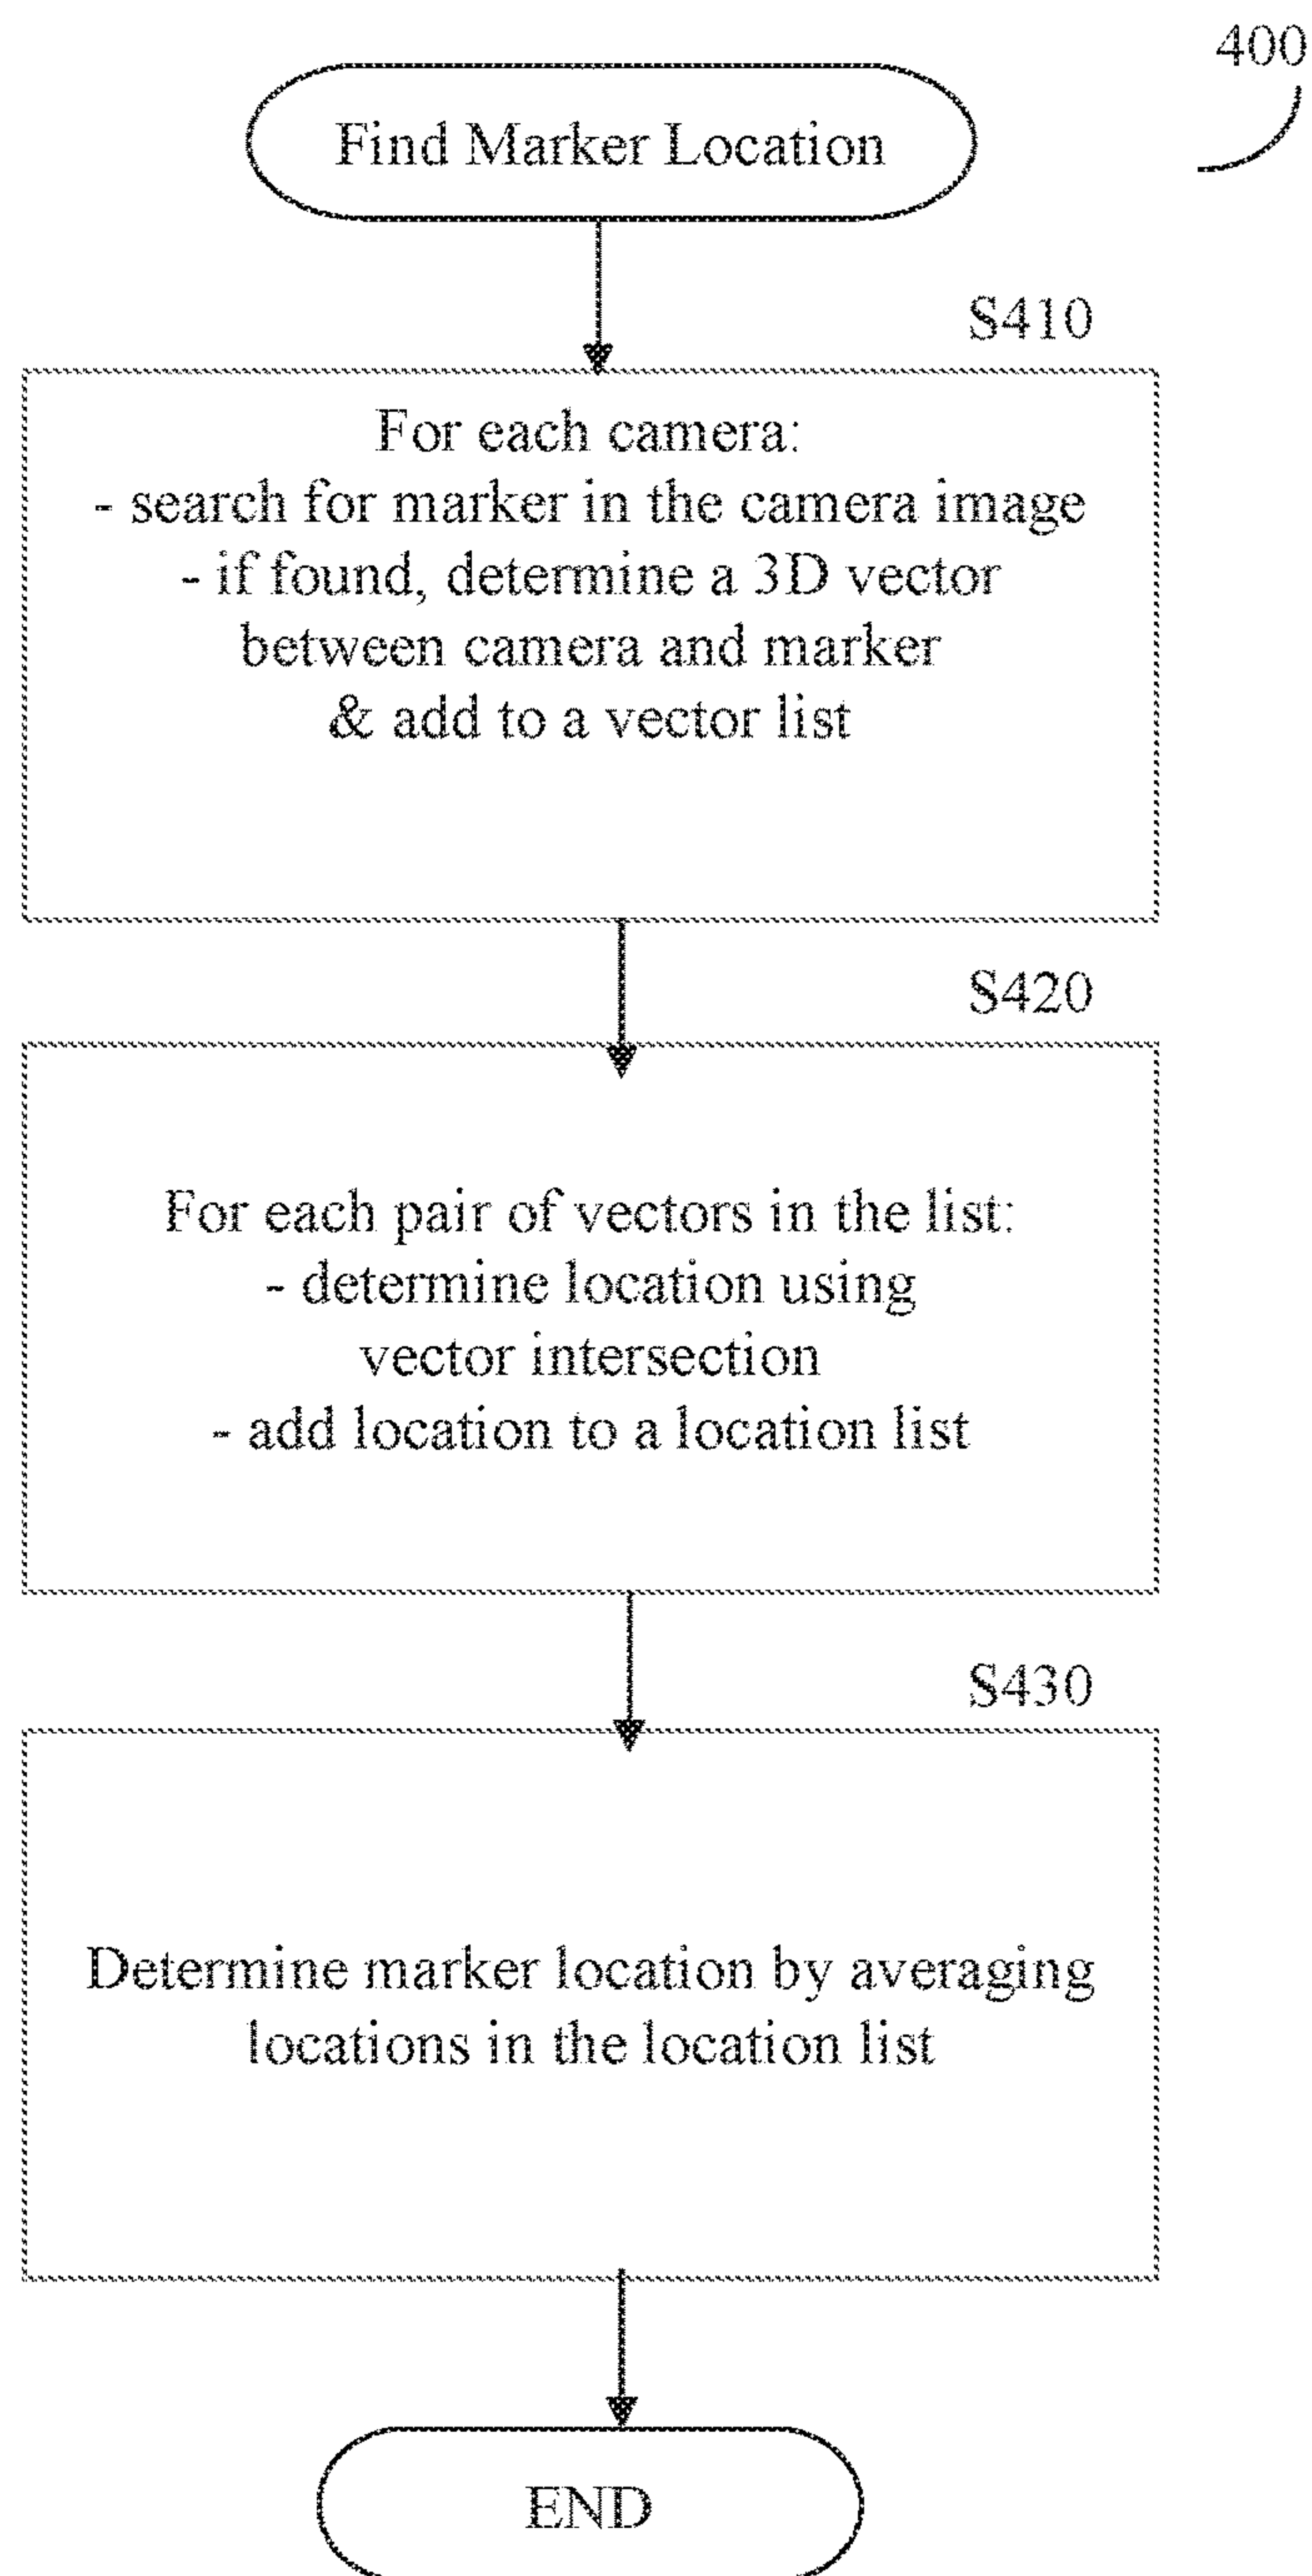 400
Find Marker Location
S410
For each camera:
- search for marker in the camera image
- if found, determine a 3D vector
between camera and marker
& add to a vector list
S420
For each pair of vectors in the list:
- determine location using
vector intersection
- add location to a location list
S430
Determine marker location by averaging
locations in the location list
END